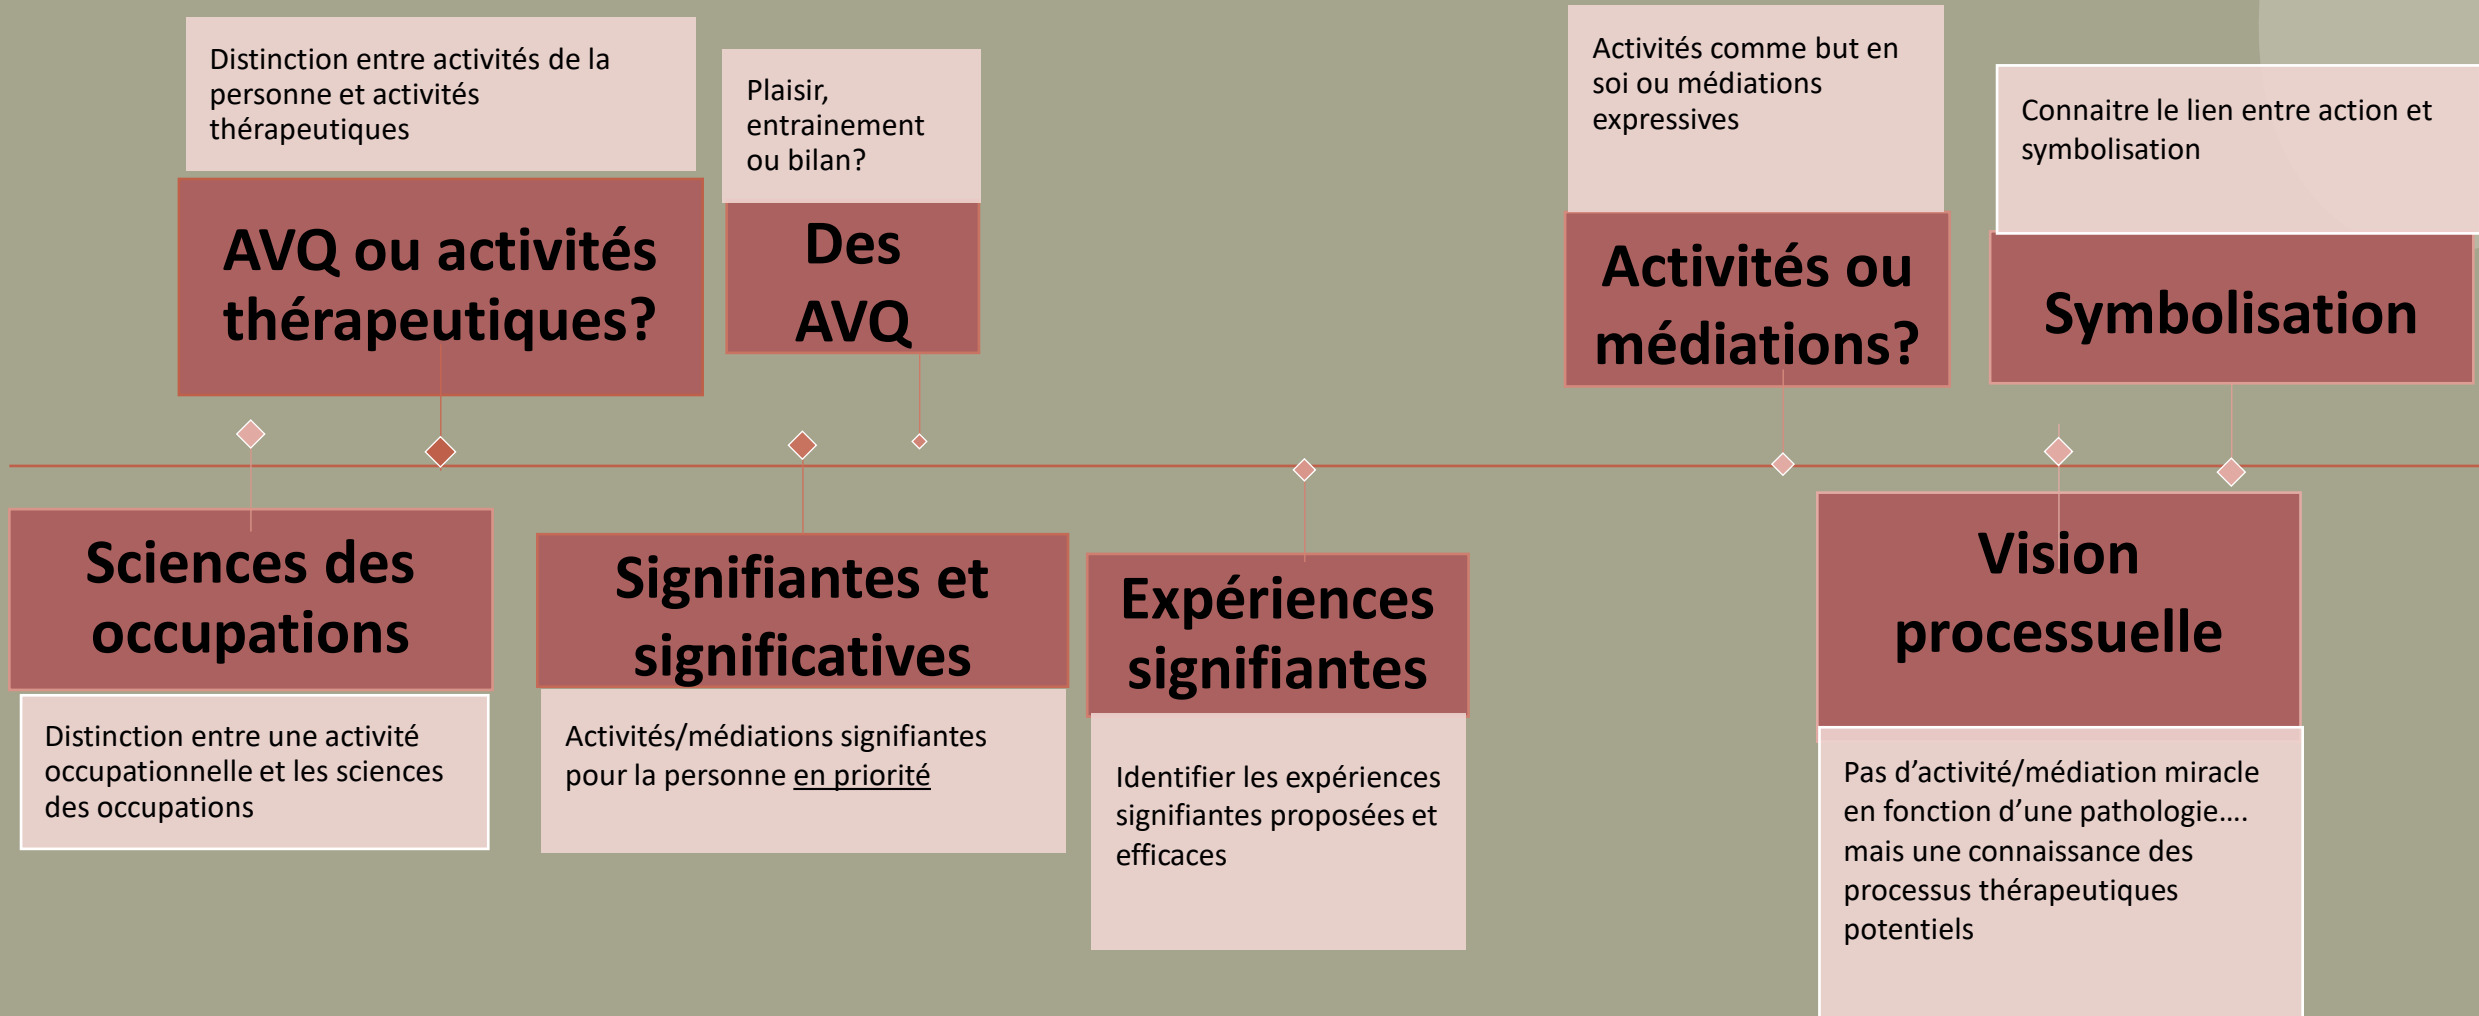 Distinction entre activités de la
personne et activités
thérapeutiques
AVQ ou activités
thérapeutiques?
Plaisir,
entrainement
ou bilan?
Des
AVQ
Activités comme but en
soi ou médiations
expressives
Activités ou
médiations?
Connaitre le lien entre action et
symbolisation
Symbolisation
Sciences des
occupations
Distinction entre une activité
occupationnelle et les sciences
des occupations
Signifiantes et
significatives
Activités/médiations signifiantes
pour la personne en priorité
Expériences
signifiantes
Identifier les expériences
signifiantes proposées et
efficaces
Vision
processuelle
Pas d’activité/médiation miracle
en fonction d’une pathologie….
mais une connaissance des
processus thérapeutiques
potentiels